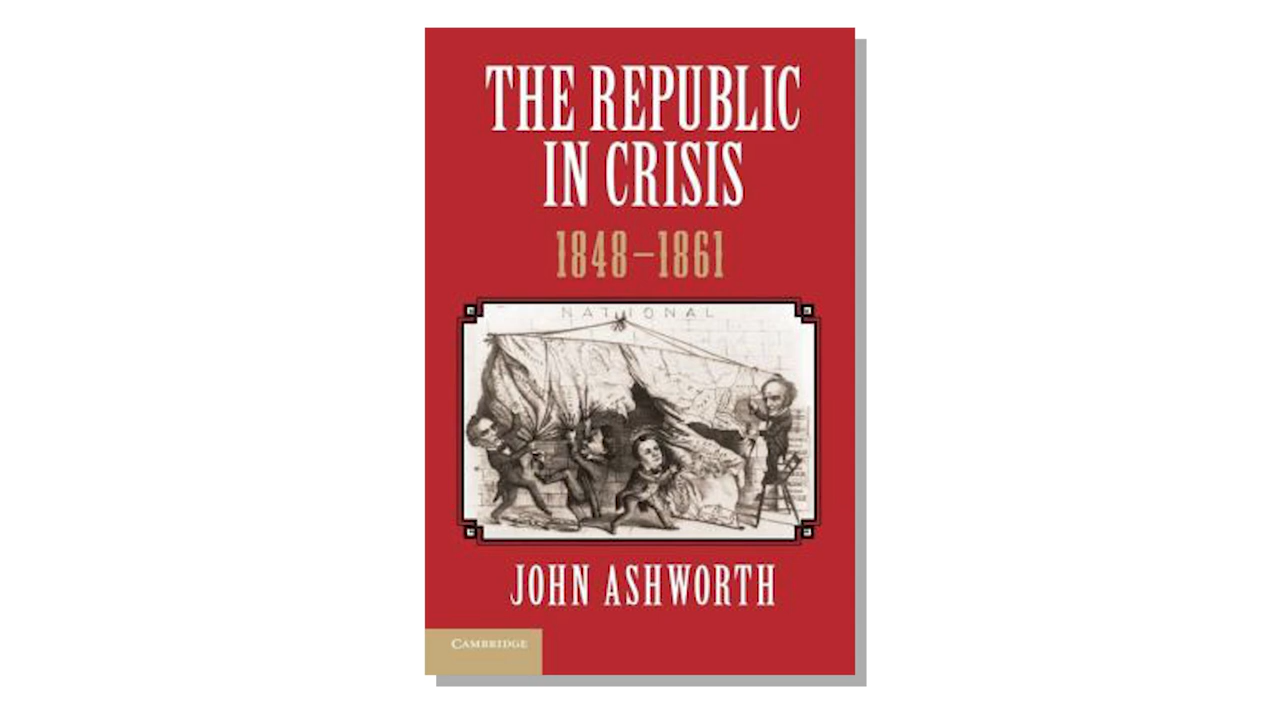 THE REPUBLIC
IN CRISIS
1848–1861
NATIONAL
JOHN ASHWORTH
CAMBRIDGE